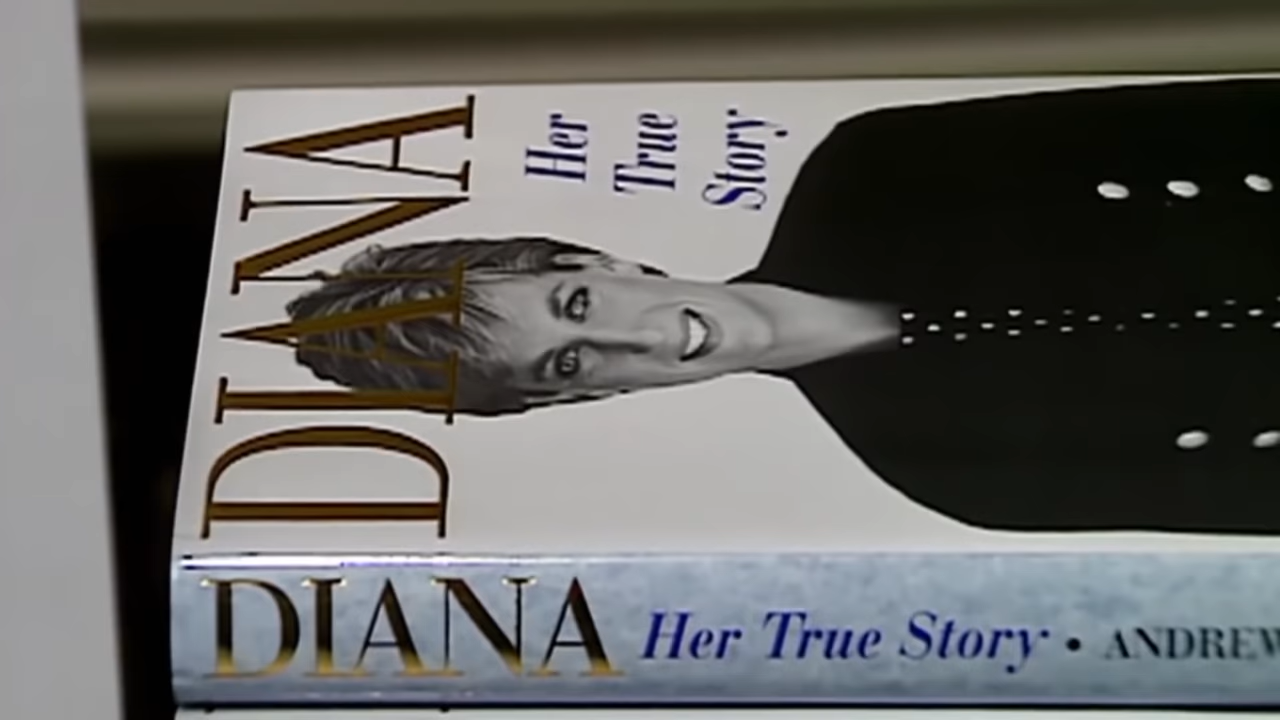 DIANA
Her
True
Story
DIANA Her True Story • ANDREW